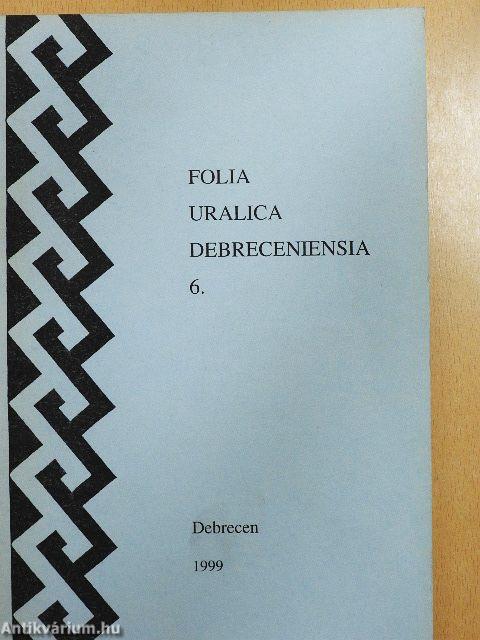 FOLIA
URALICA
DEBRECENIENSIA
6.
Debrecen
1999
Antikvárium.hu